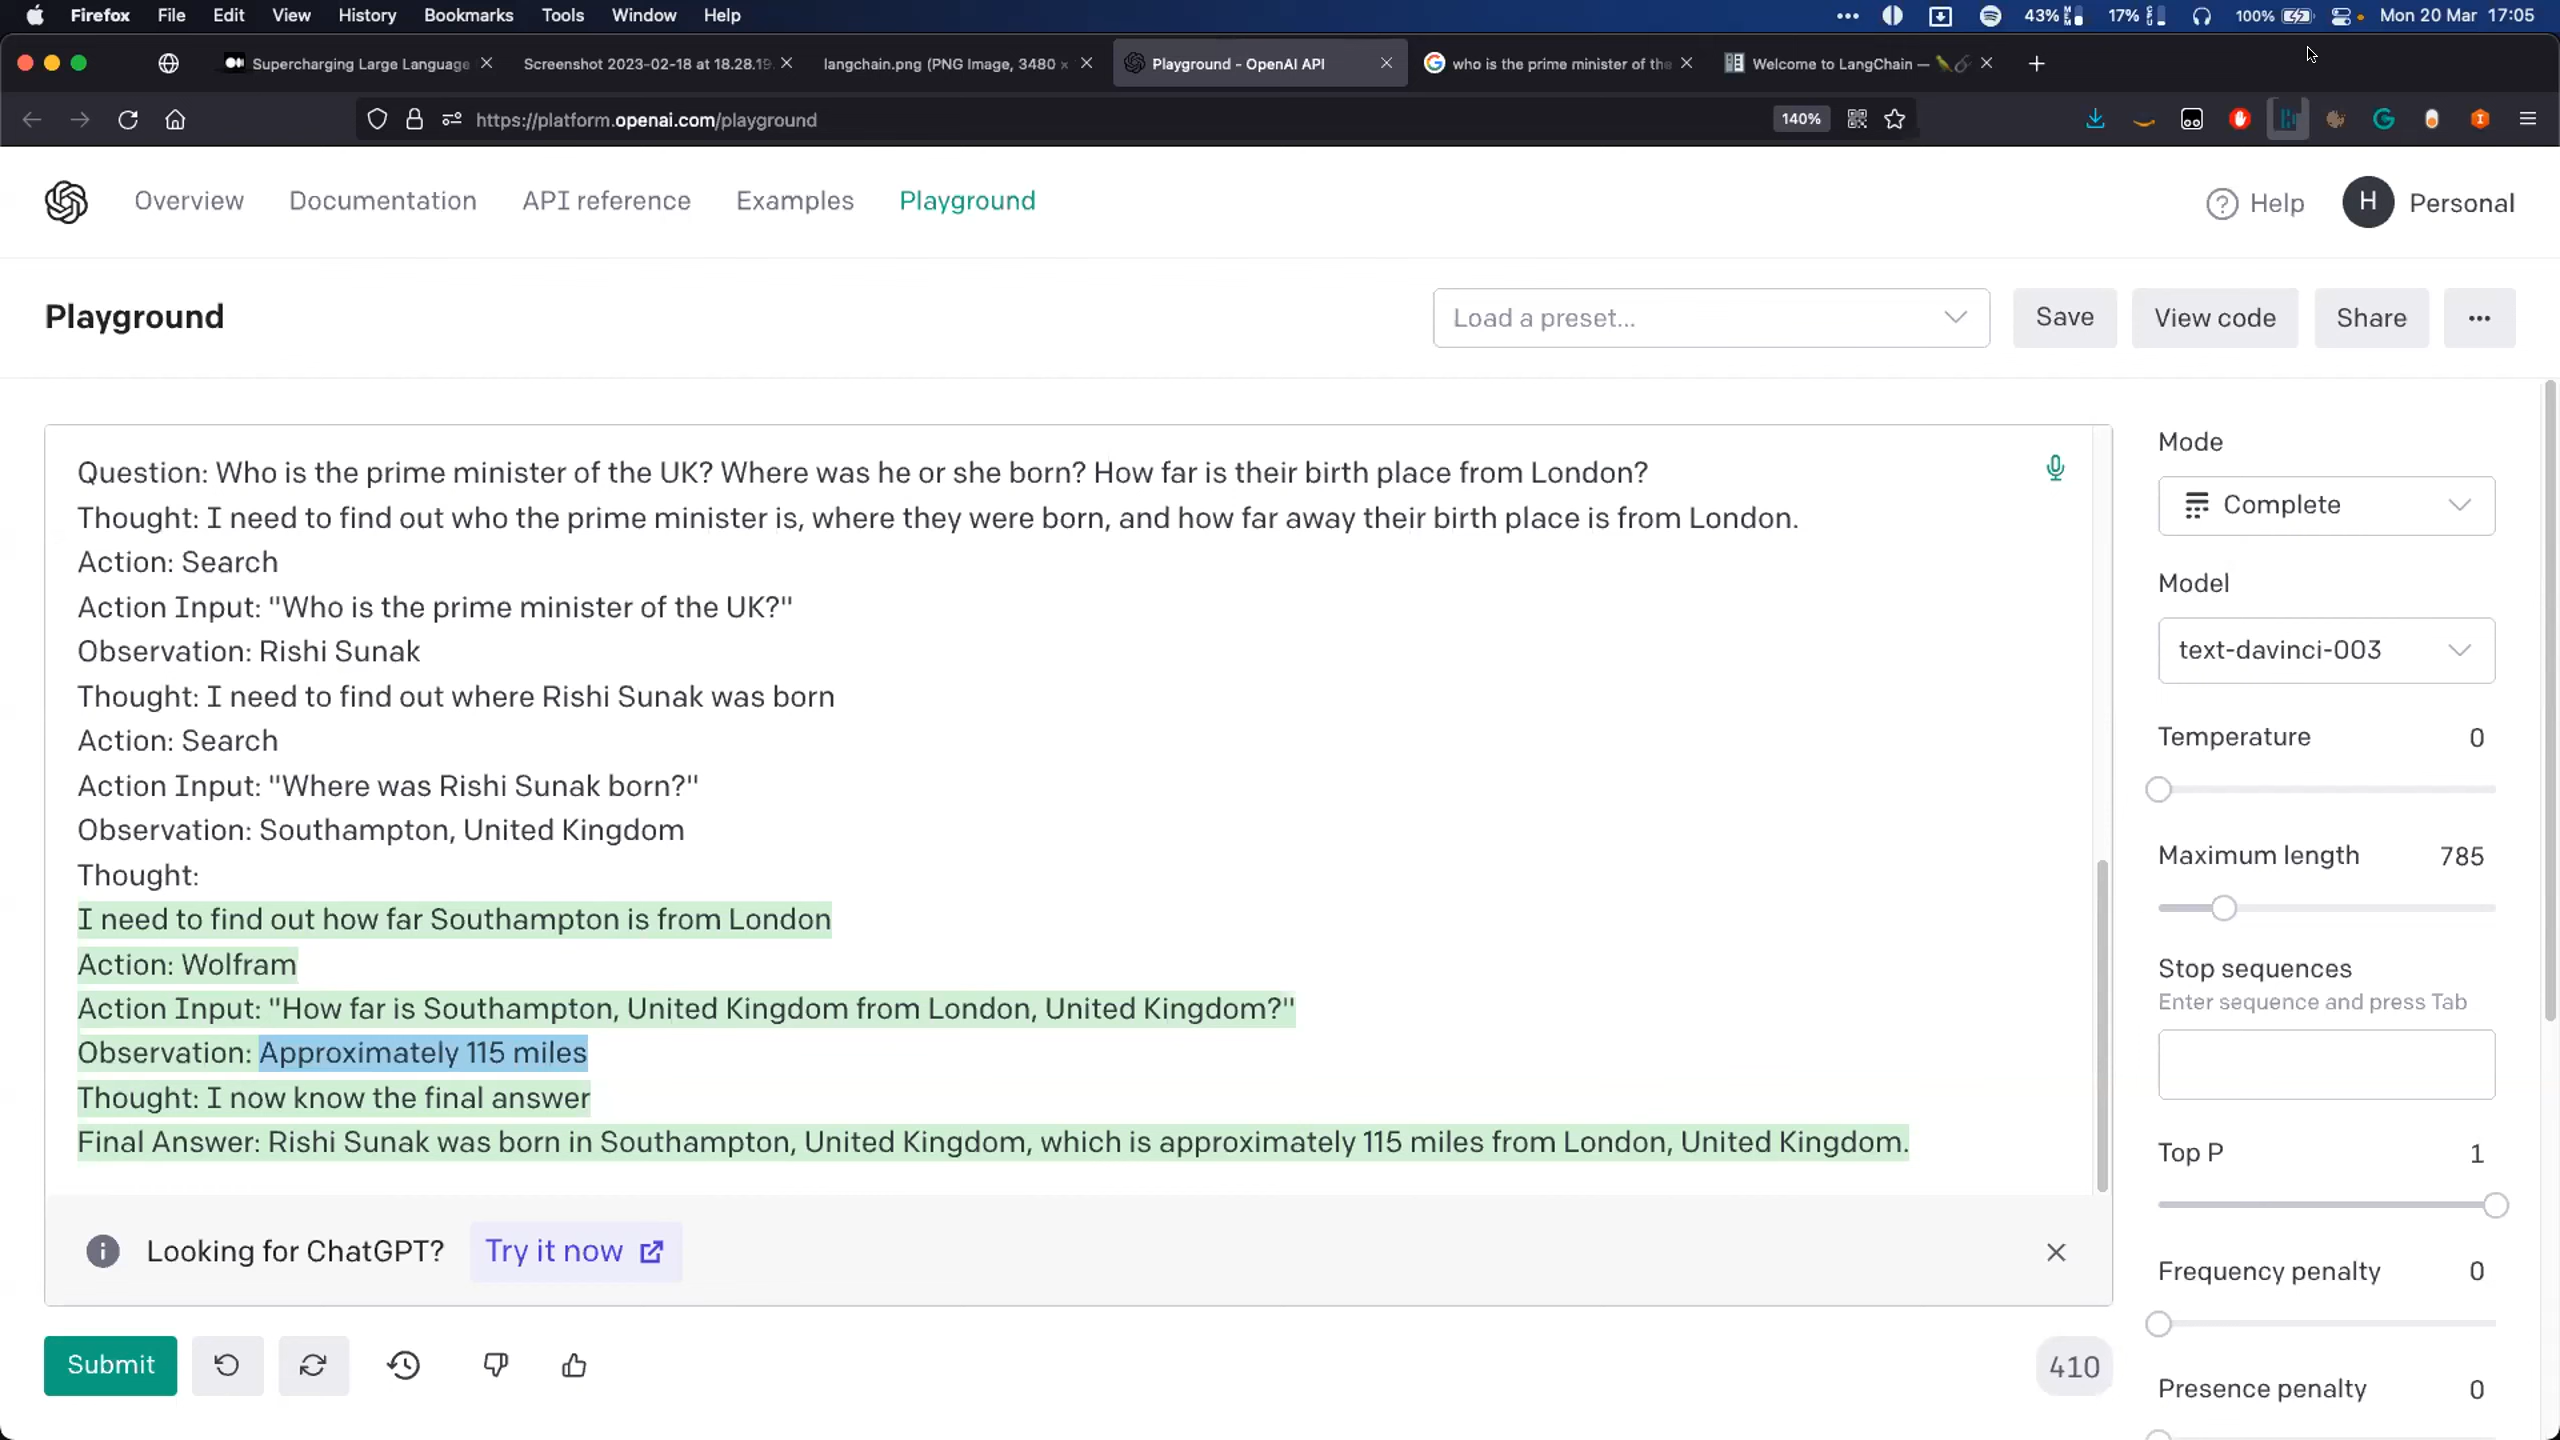 Firefox File Edit View History Bookmarks Tools Window Help 43% 17% 100% Mon 20 Mar 17:05
Supercharging Large Language Screenshot 2023-02-18 at 18.28.19. langchain.png (PNG Image, 3480 × Playground - OpenAI API who is the prime minister of the Welcome to LangChain —
https://platform.openai.com/playground 140%
Overview Documentation API reference Examples Playground Help H Personal
Playground Load a preset... Save View code Share
Question: Who is the prime minister of the UK? Where was he or she born? How far is their birth place from London?
Thought: I need to find out who the prime minister is, where they were born, and how far away their birth place is from London.
Action: Search
Action Input: "Who is the prime minister of the UK?"
Observation: Rishi Sunak
Thought: I need to find out where Rishi Sunak was born
Action: Search
Action Input: "Where was Rishi Sunak born?"
Observation: Southampton, United Kingdom
Thought:
I need to find out how far Southampton is from London
Action: Wolfram
Action Input: "How far is Southampton, United Kingdom from London, United Kingdom?"
Observation: Approximately 115 miles
Thought: I now know the final answer
Final Answer: Rishi Sunak was born in Southampton, United Kingdom, which is approximately 115 miles from London, United Kingdom.
Looking for ChatGPT? Try it now
Submit 410
Mode
Complete
Model
text-davinci-003
Temperature 0
Maximum length 785
Stop sequences
Enter sequence and press Tab
Top P 1
Frequency penalty 0
Presence penalty 0